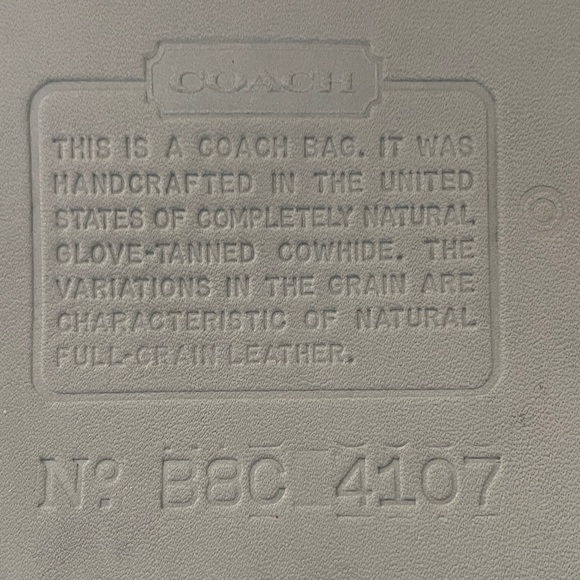 COACH
THIS IS A COACH BAG. IT WAS
HANDCRAFTED IN THE UNITED
STATES OF COMPLETELY NATURAL
GLOVE-TANNED COWHIDE. THE
VARIATIONS IN THE GRAIN ARE
CHARACTERISTIC OF NATURAL
FULL-GRAIN LEATHER.
Nº B8C 4107